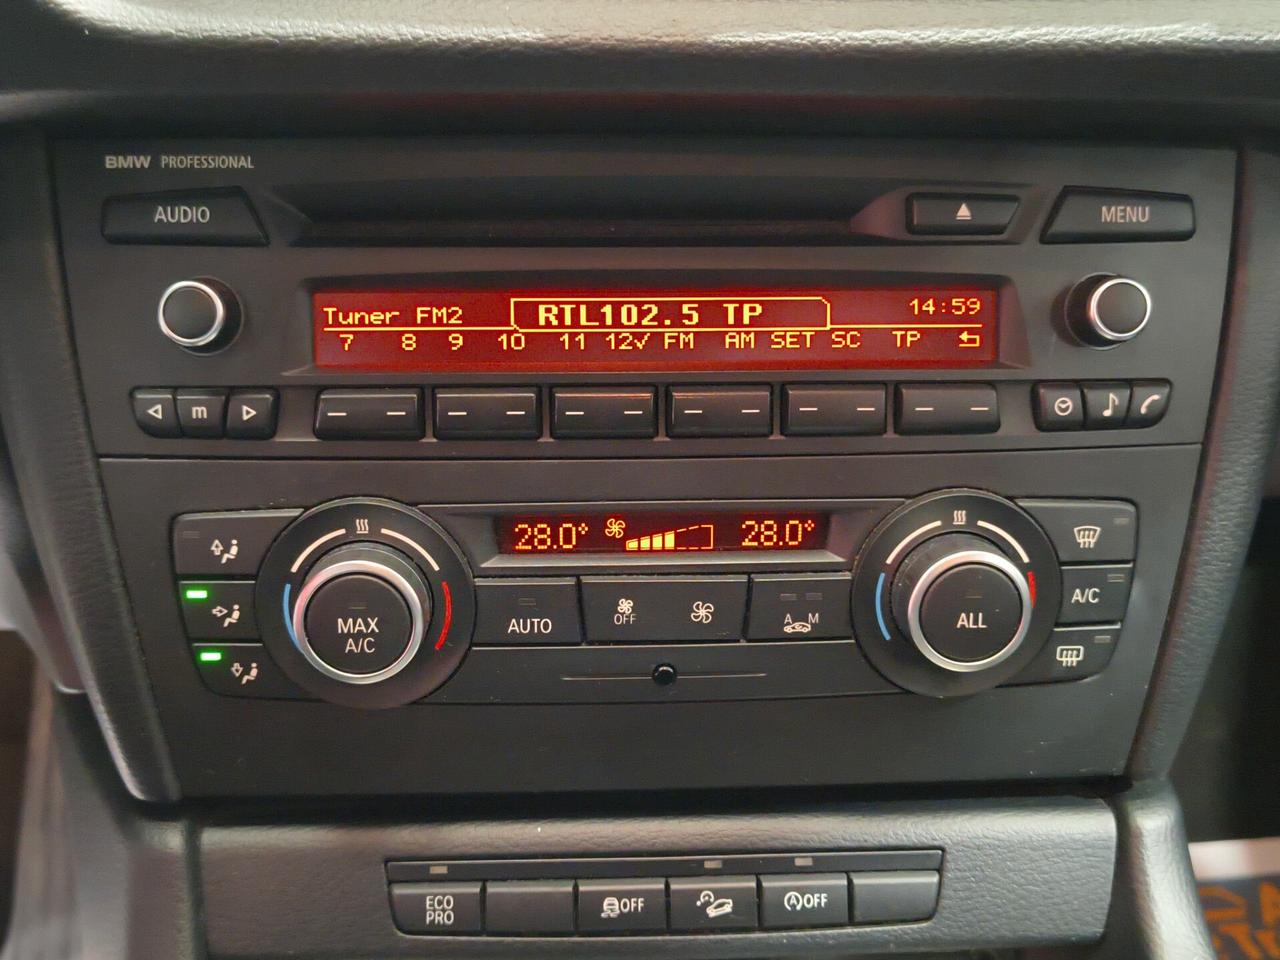 BMW PROFESSIONAL
AUDIO
MENU
Tuner FM2 RTL102.5 TP 14:59
7 8 9 10 11 12✓ FM AM SET SC TP
m
28.0° 28.0°
MAX A/C
AUTO
OFF
A M
ALL
A/C
ECO PRO
OFF
A OFF